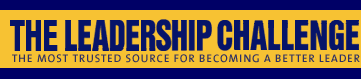 THE LEADERSHIP CHALLENGE
THE MOST TRUSTED SOURCE FOR BECOMING A BETTER LEADER